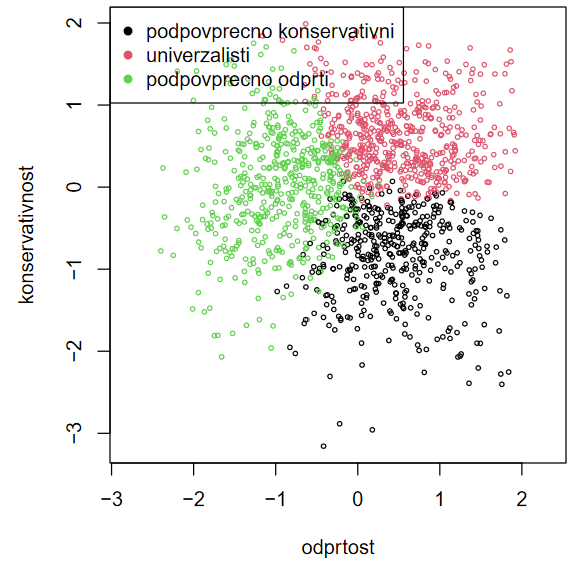 podpovprecno konservativni
univerzalisti
podpovprecno odprti
2
1
0
−1
−2
−3
konservativnost
−3 −2 −1 0 1 2
odprtost